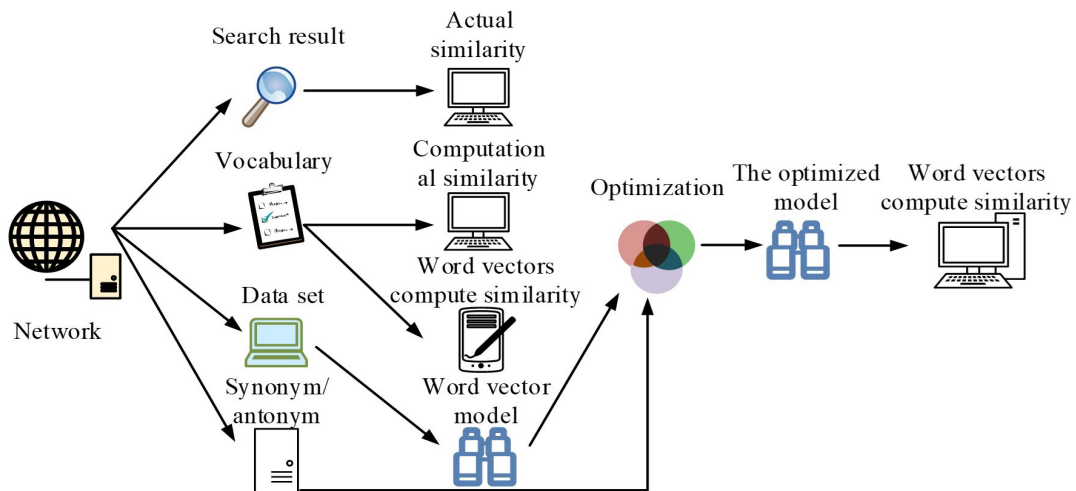 Search result
Actual
similarity
Vocabulary
Computation
al similarity
Network
Data set
Word vectors
compute similarity
Synonym/
antonym
Word vector
model
Optimization
The optimized
model
Word vectors
compute similarity